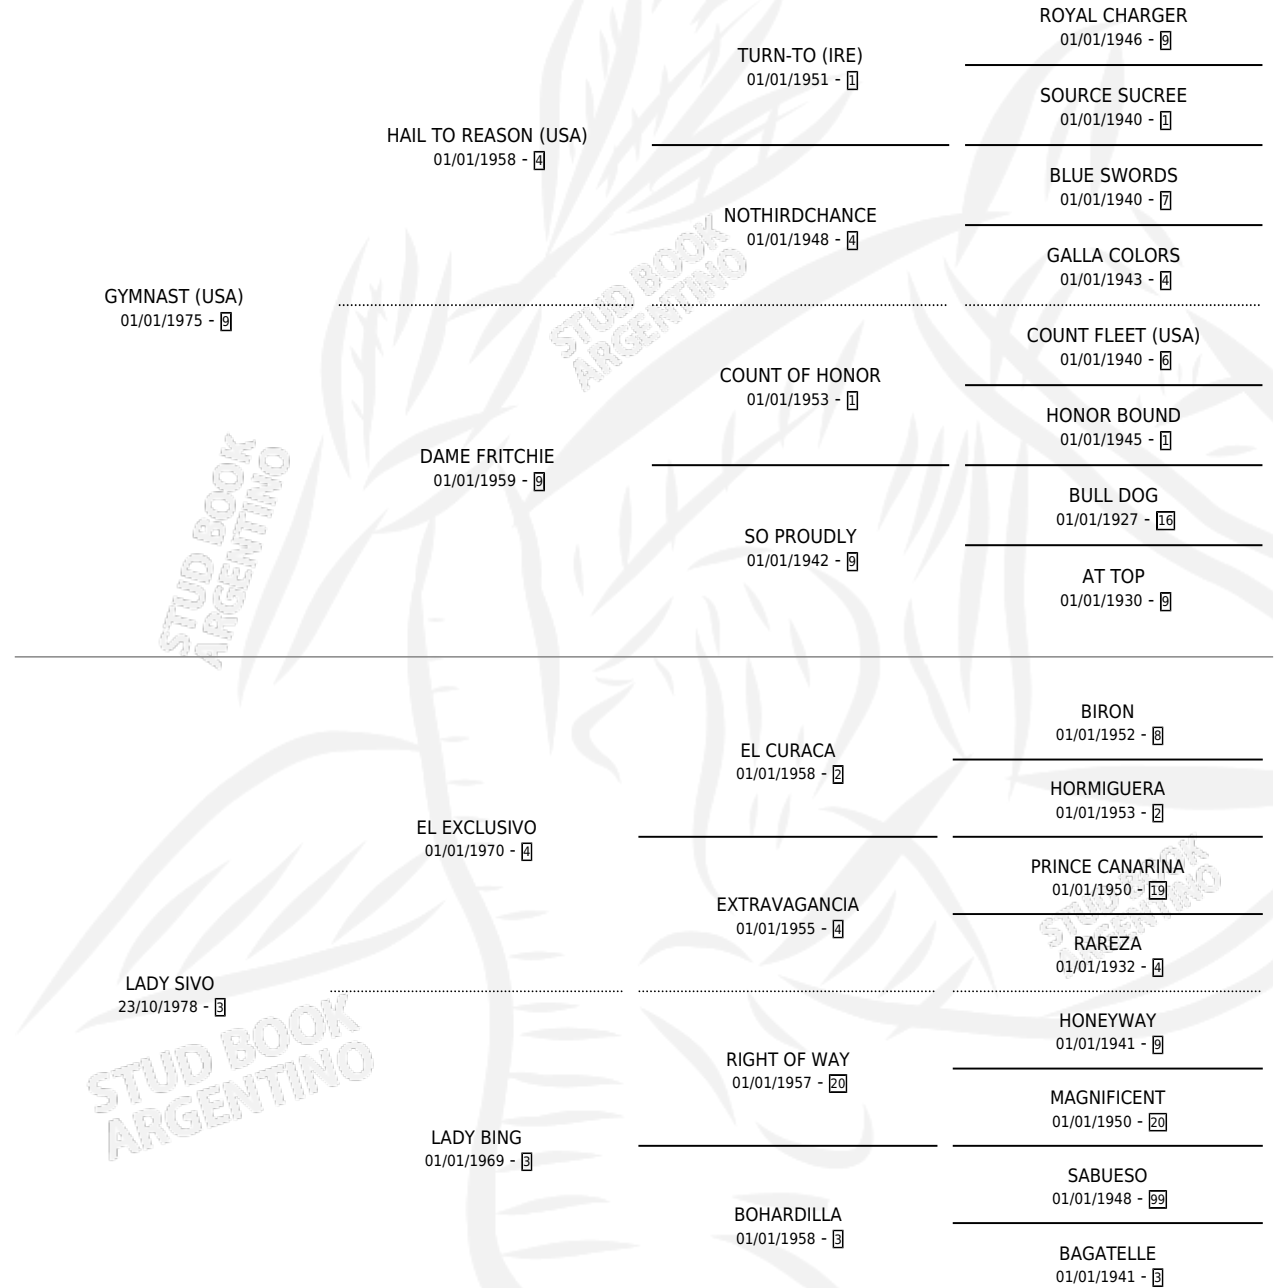 ROYAL CHARGER
01/01/1946 - 9
TURN-TO (IRE)
01/01/1951 - 1
SOURCE SUCREE
01/01/1940 - 1
HAIL TO REASON (USA)
01/01/1958 - 4
BLUE SWORDS
01/01/1940 - 7
NOTHIRDCHANCE
01/01/1948 - 4
GALLA COLORS
01/01/1943 - 4
GYMNAST (USA)
01/01/1975 - 9
COUNT FLEET (USA)
01/01/1940 - 6
COUNT OF HONOR
01/01/1953 - 1
HONOR BOUND
01/01/1945 - 1
DAME FRITCHIE
01/01/1959 - 9
BULL DOG
01/01/1927 - 16
SO PROUDLY
01/01/1942 - 9
AT TOP
01/01/1930 - 9
BIRON
01/01/1952 - 8
EL CURACA
01/01/1958 - 2
HORMIGUERA
01/01/1953 - 2
EL EXCLUSIVO
01/01/1970 - 4
PRINCE CANARINA
01/01/1950 - 19
EXTRAVAGANCIA
01/01/1955 - 4
RAREZA
01/01/1932 - 4
LADY SIVO
23/10/1978 - 3
HONEYWAY
01/01/1941 - 9
RIGHT OF WAY
01/01/1957 - 20
MAGNIFICENT
01/01/1950 - 20
LADY BING
01/01/1969 - 3
SABUESO
01/01/1948 - 99
BOHARDILLA
01/01/1958 - 3
BAGATELLE
01/01/1941 - 3
STUD BOOK
ARGENTINO
STUD BOOK
ARGENTINO
STUD BOOK
ARGENTINO
STUD BOOK
ARGENTINO